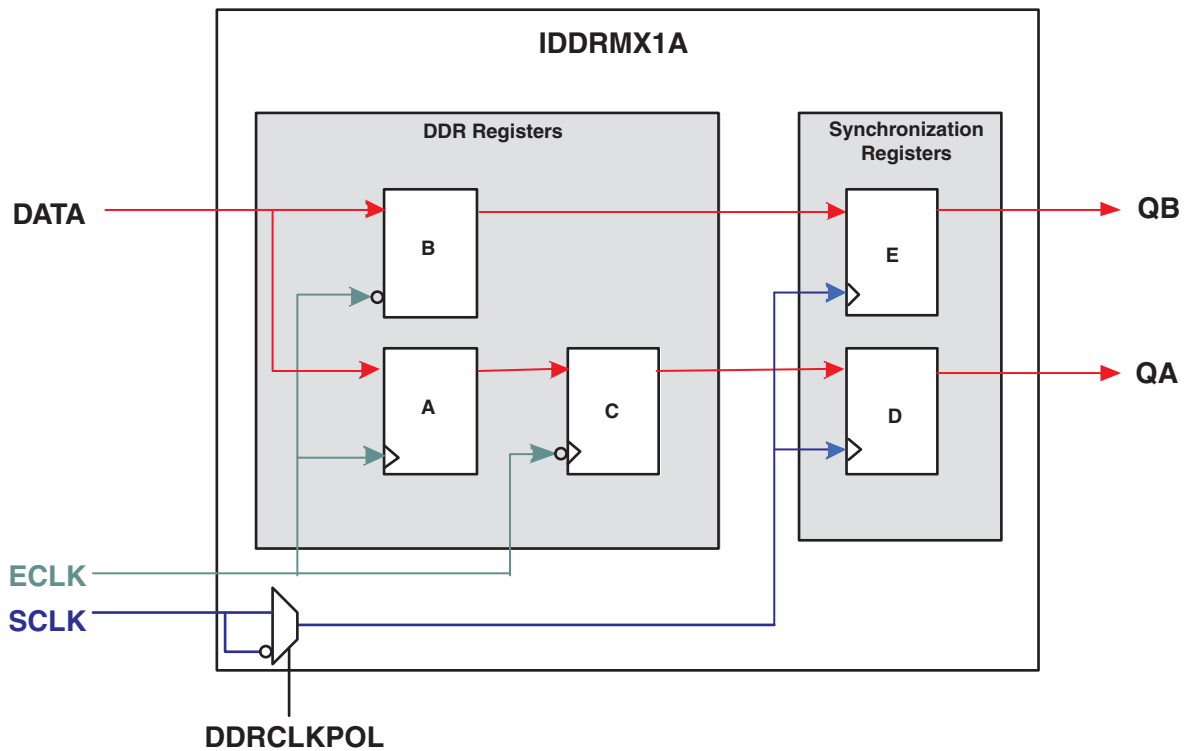 IDDRMX1A
DDR Registers
Synchronization
Registers
DATA
B
E
QB
A
C
D
QA
ECLK
SCLK
DDRCLKPOL